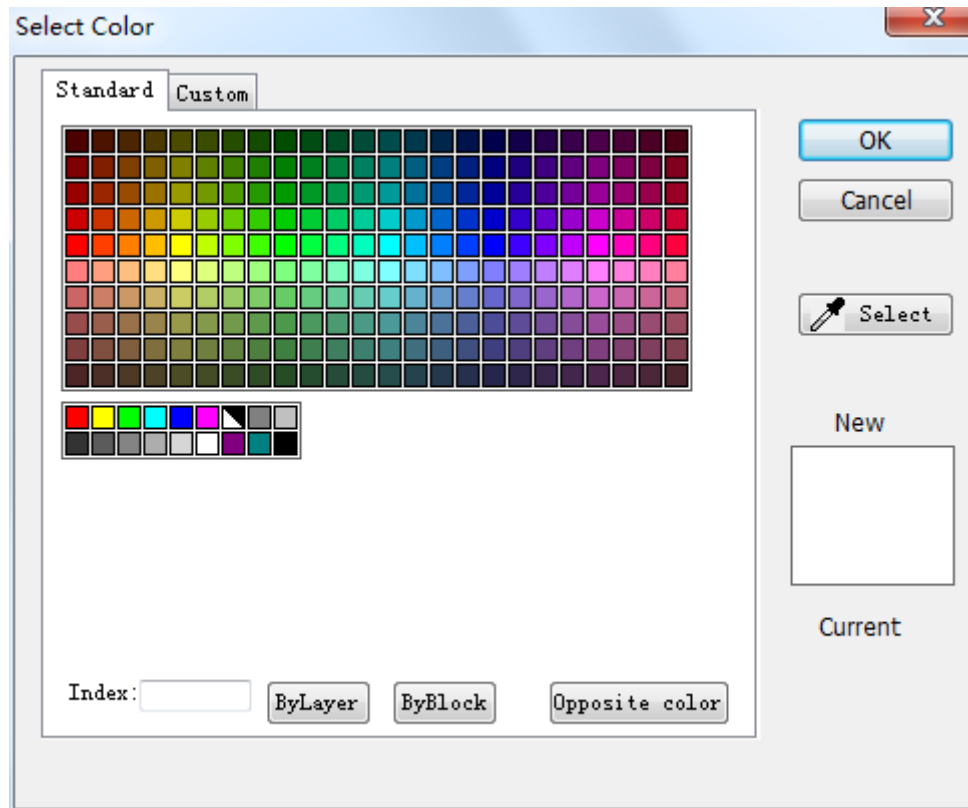 Select Color
Standard Custom
OK
Cancel
Select
New
Current
Index: ByLayer ByBlock Opposite color